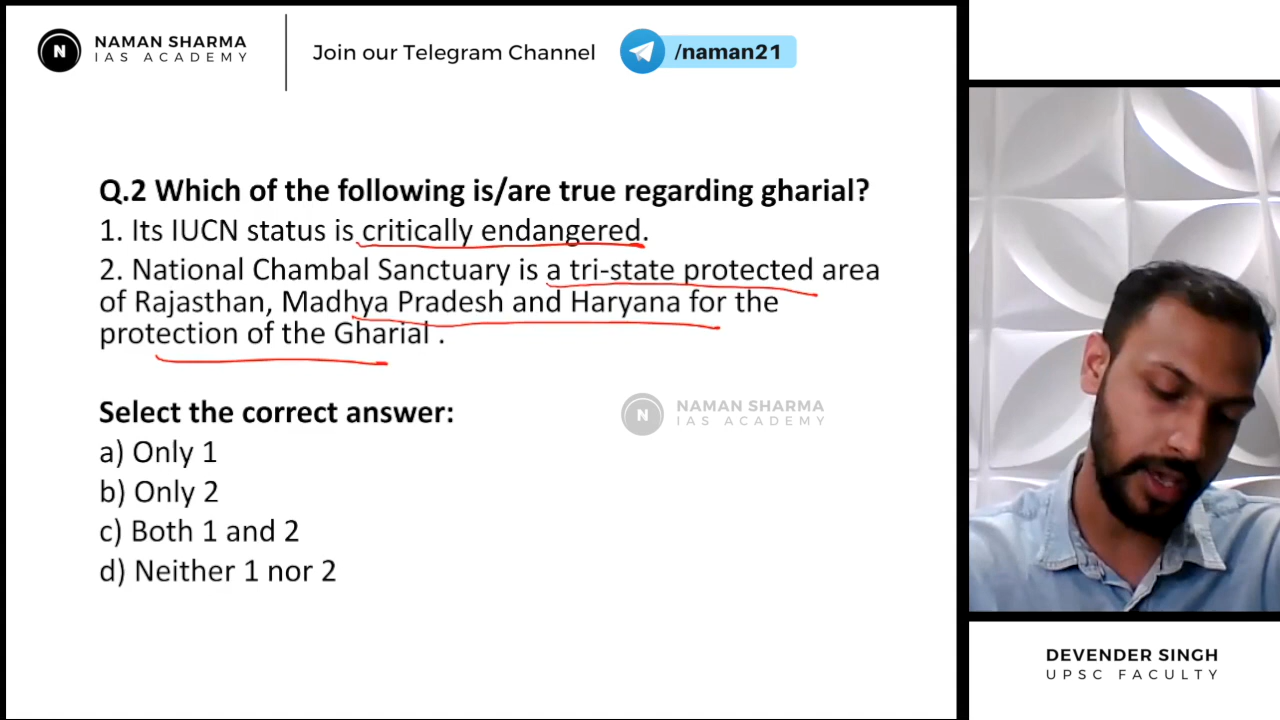 NAMAN SHARMA
IAS ACADEMY
Join our Telegram Channel
/naman21
N
Q.2 Which of the following is/are true regarding gharial?
1. Its IUCN status is critically endangered.
2. National Chambal Sanctuary is a tri-state protected area
of Rajasthan, Madhya Pradesh and Haryana for the
protection of the Gharial .
Select the correct answer:
a) Only 1
b) Only 2
c) Both 1 and 2
d) Neither 1 nor 2
N
NAMAN SHARMA
IAS ACADEMY
DEVENDER SINGH
UPSC FACULTY